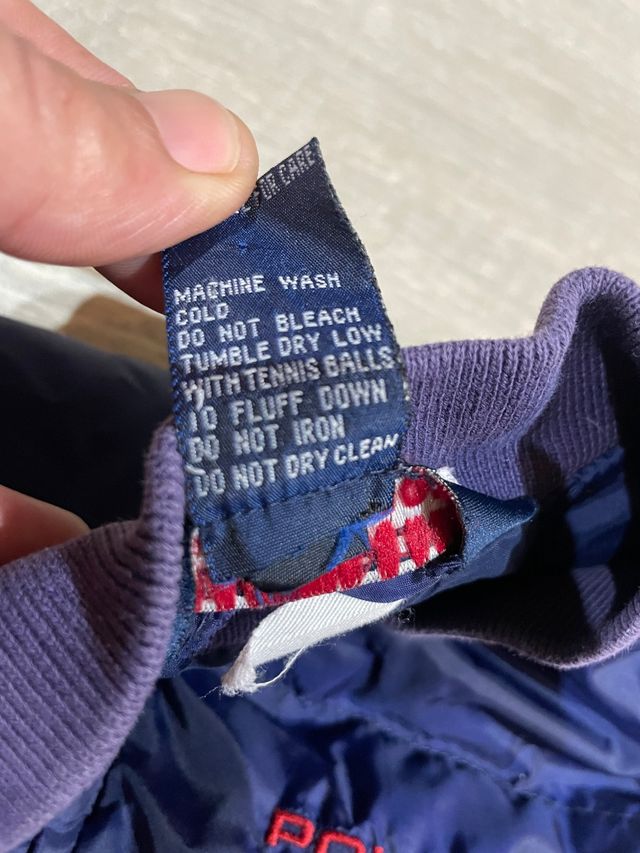 CARE
MACHINE WASH
COLD
DO NOT BLEACH
TUMBLE DRY LOW
WITH TENNIS BALLS
TO FLUFF DOWN
DO NOT IRON
DO NOT DRY CLEAN